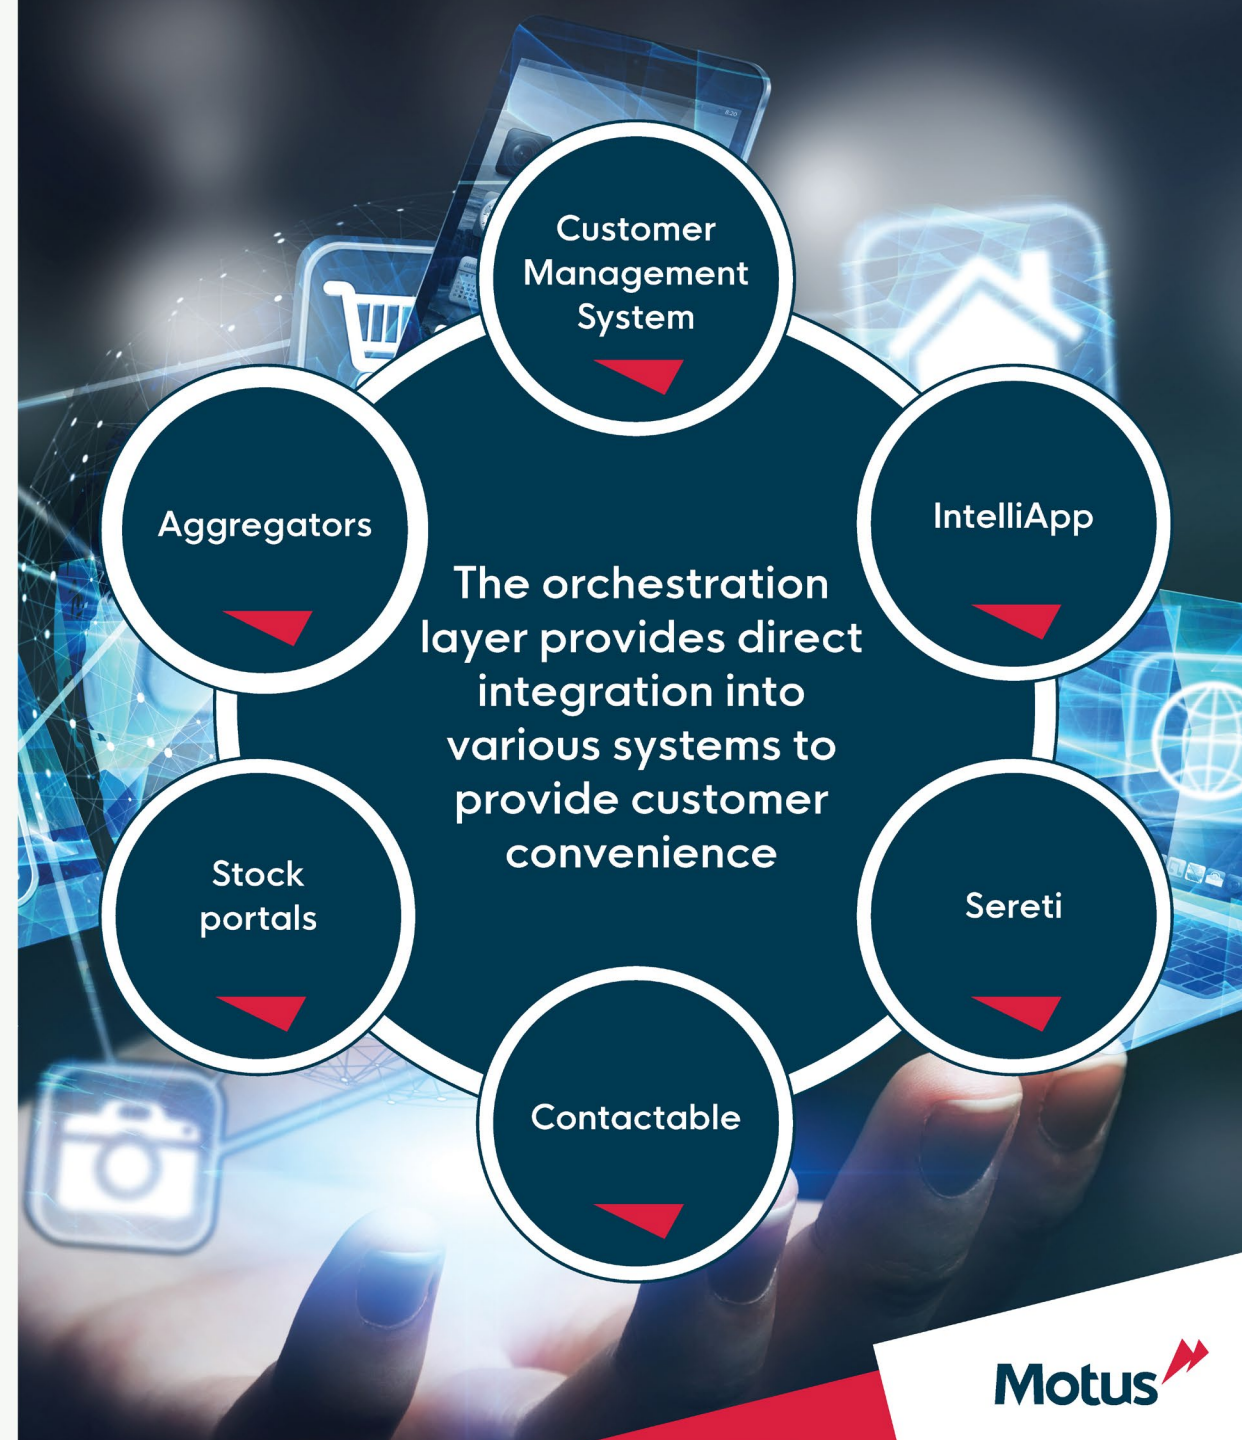 Customer
Management
System
Aggregators
IntelliApp
The orchestration
layer provides direct
integration into
various systems to
provide customer
convenience
Stock
portals
Sereti
Contactable
Motus